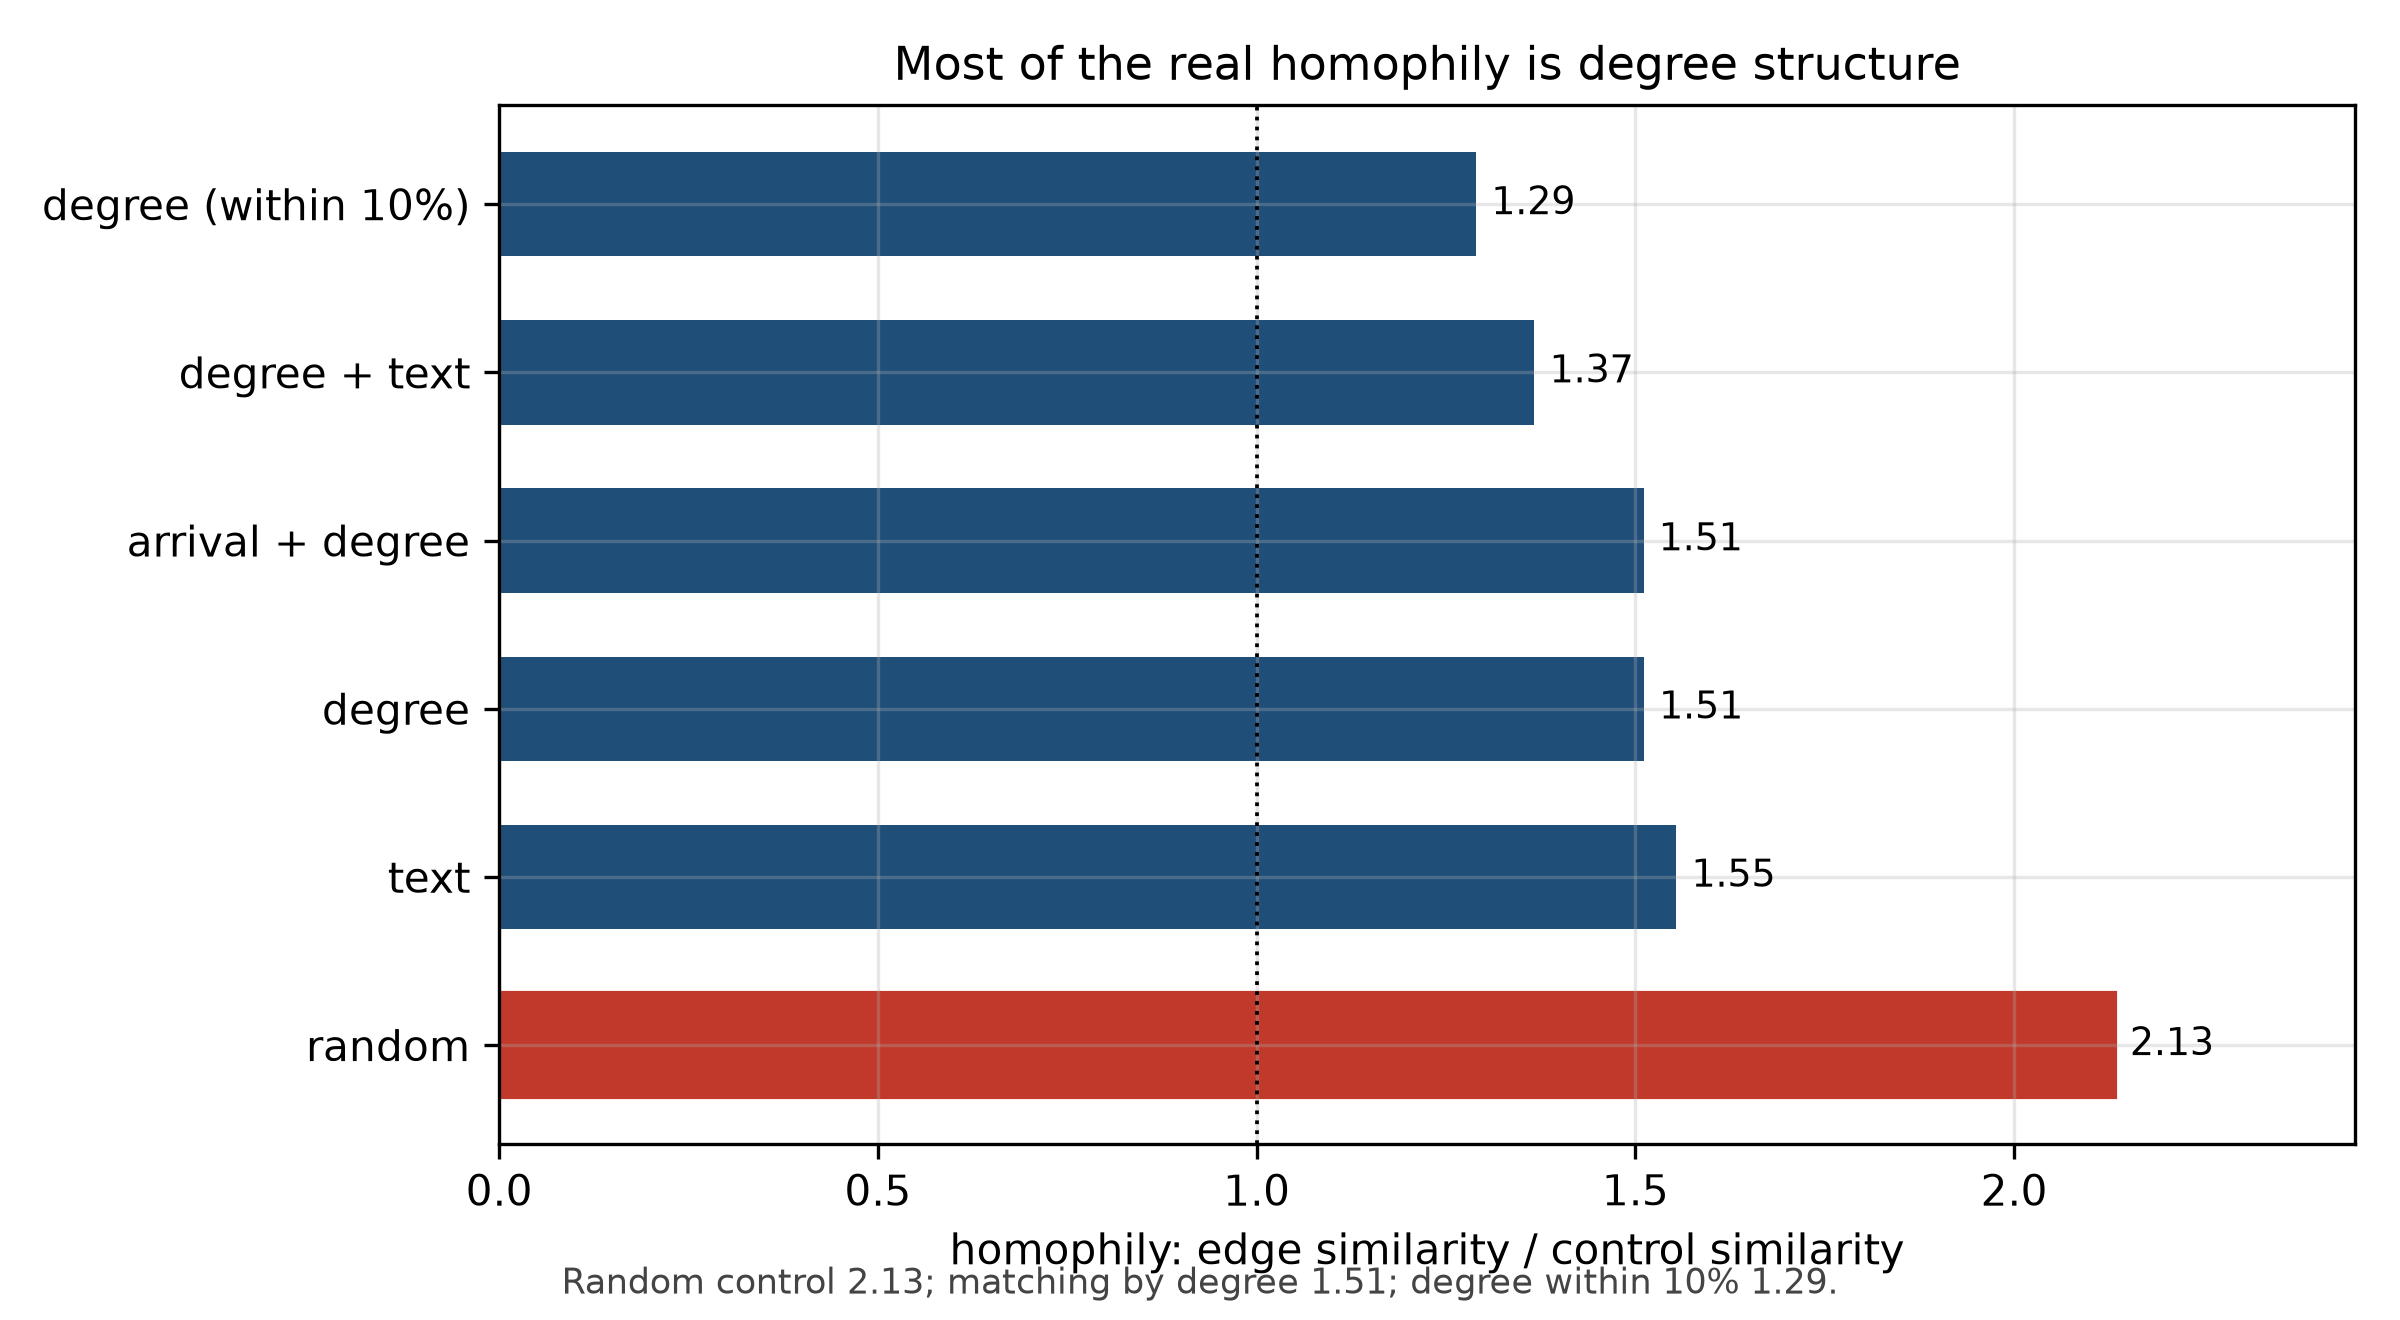 Most of the real homophily is degree structure
degree (within 10%)
1.29
degree + text
1.37
arrival + degree
1.51
degree
1.51
text
1.55
random
2.13
0.0 0.5 1.0 1.5 2.0
homophily: edge similarity / control similarity
Random control 2.13; matching by degree 1.51; degree within 10% 1.29.